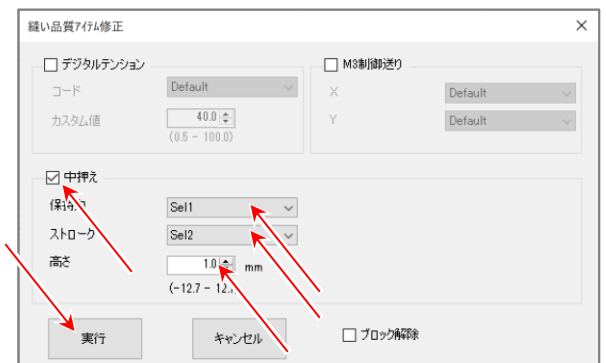 縫い品質ｱｲﾃﾑ修正
デジタルテンション
コード Default
カスタム値 40.0
(0.5 - 100.0)
M3制御送り
X Default
Y Default
中押え
Sel1
ストローク Sel2
高さ 1.0 mm
(-12.7 - 12.
実行 キャンセル ブロック解除